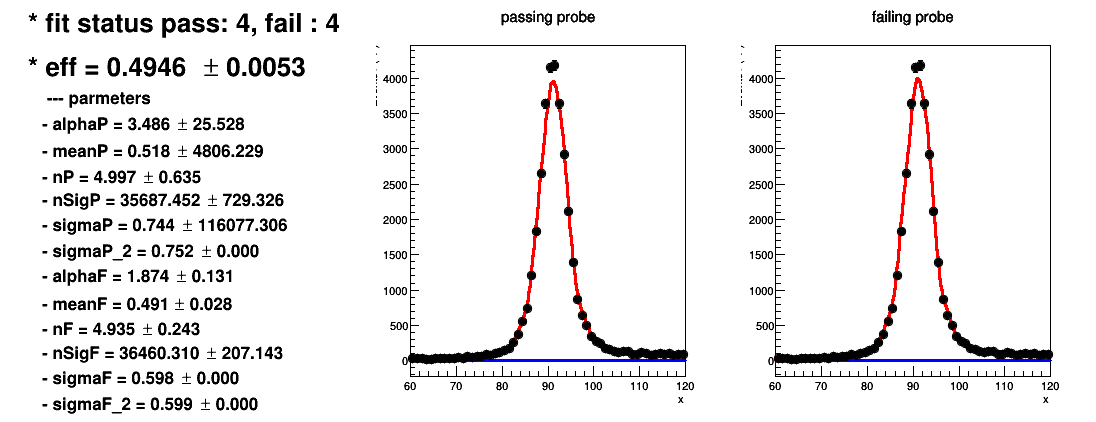 * fit status pass: 4, fail : 4
* eff = 0.4946 ± 0.0053
--- parmeters
- alphaP = 3.486 ± 25.528
- meanP = 0.518 ± 4806.229
- nP = 4.997 ± 0.635
- nSigP = 35687.452 ± 729.326
- sigmaP = 0.744 ± 116077.306
- sigmaP_2 = 0.752 ± 0.000
- alphaF = 1.874 ± 0.131
- meanF = 0.491 ± 0.028
- nF = 4.935 ± 0.243
- nSigF = 36460.310 ± 207.143
- sigmaF = 0.598 ± 0.000
- sigmaF_2 = 0.599 ± 0.000
passing probe
4000
3500
3000
2500
2000
1500
1000
500
0
60 70 80 90 100 110 120
x
failing probe
4000
3500
3000
2500
2000
1500
1000
500
0
60 70 80 90 100 110 120
x